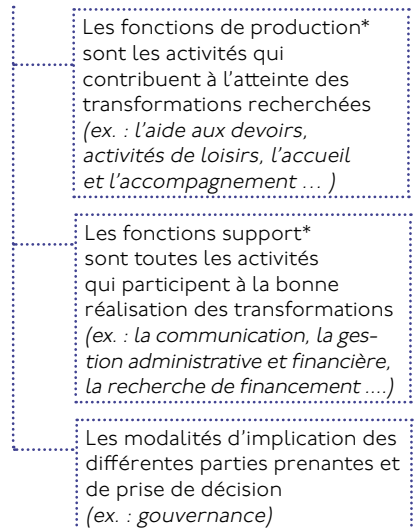 Les fonctions de production*
sont les activités qui
contribuent à l'atteinte des
transformations recherchées
(ex. : l'aide aux devoirs,
activités de loisirs, l'accueil
et l'accompagnement … )
Les fonctions support*
sont toutes les activités
qui participent à la bonne
réalisation des transformations
(ex. : la communication, la ges-
tion administrative et financière,
la recherche de financement ....)
Les modalités d'implication des
différentes parties prenantes et
de prise de décision
(ex. : gouvernance)